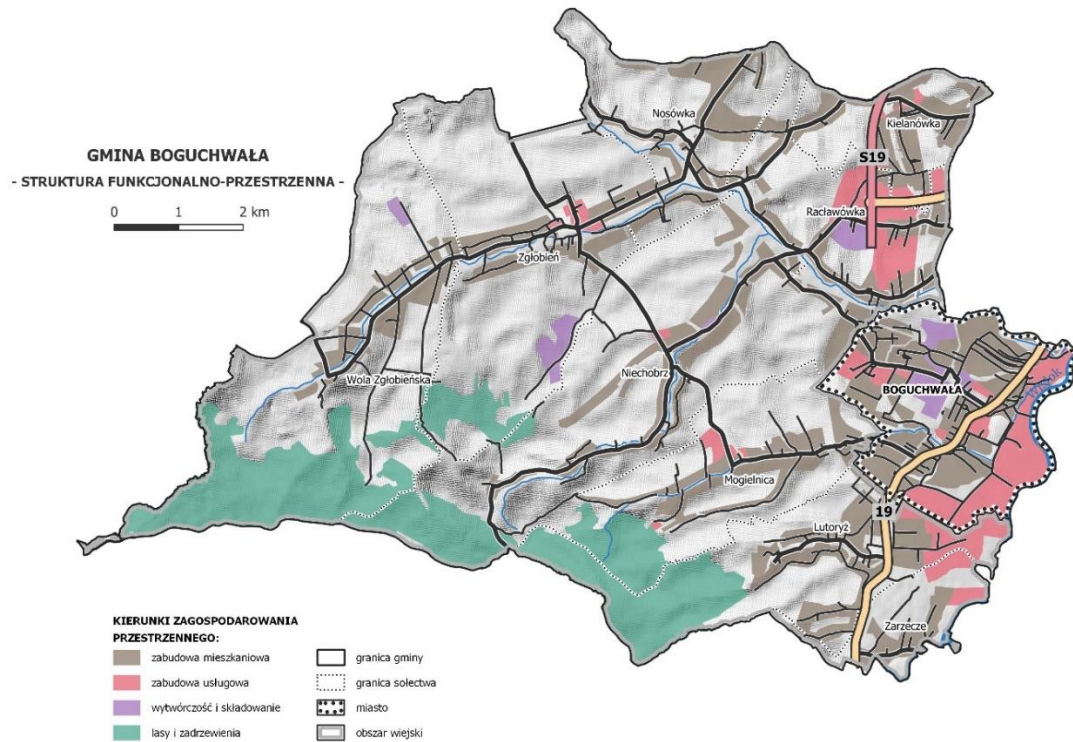 GMINA BOGUCHWAŁA
- STRUKTURA FUNKCJONALNO-PRZESTRZENNA -
0 1 2 km
Nosówka
Kielanówka
S19
Racławówka
Zgłobień
Niechobrz
Wola Zgłobieńska
BOGUCHWAŁA
Wisłok
Mogielnica
19
Lutoryż
Zarzecze
KIERUNKI ZAGOSPODAROWANIA
PRZESTRZENNEGO:
zabudowa mieszkaniowa
zabudowa usługowa
wytwórczość i składowanie
lasy i zadrzewienia
granica gminy
granica sołectwa
miasto
obszar wiejski